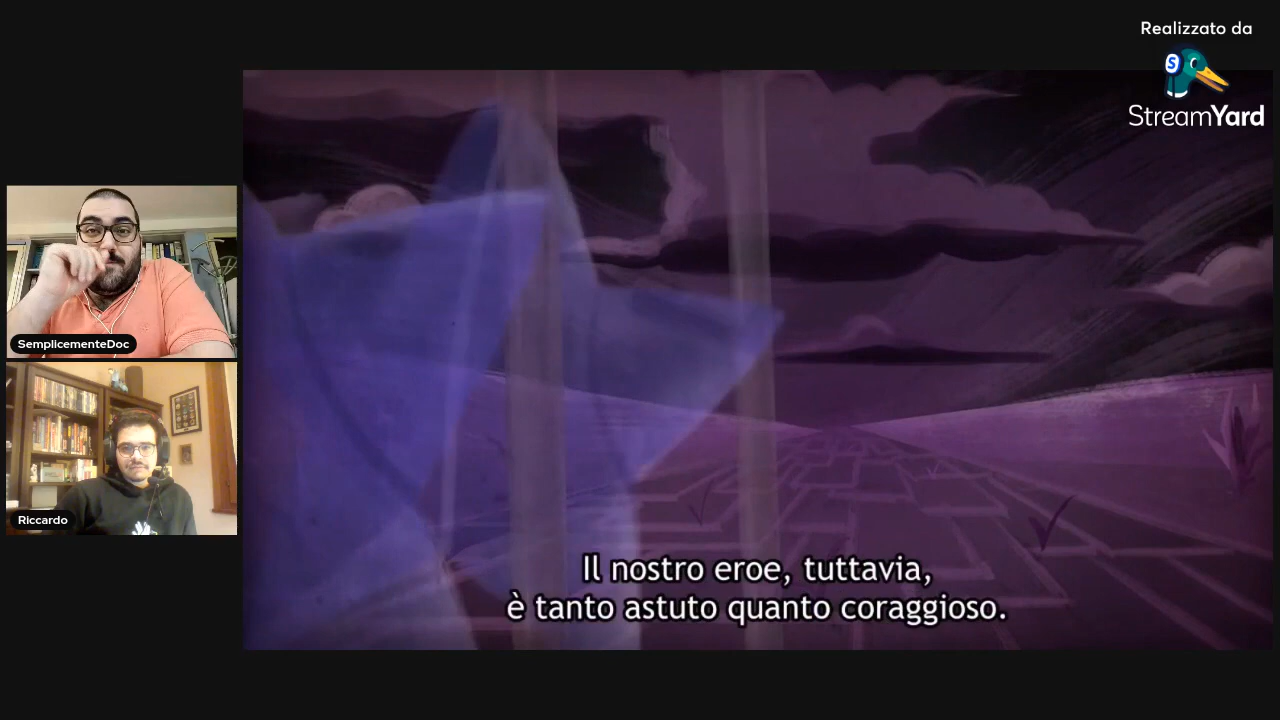 Realizzato da
S
StreamYard
SemplicementeDoc
Riccardo
Il nostro eroe, tuttavia,
è tanto astuto quanto coraggioso.